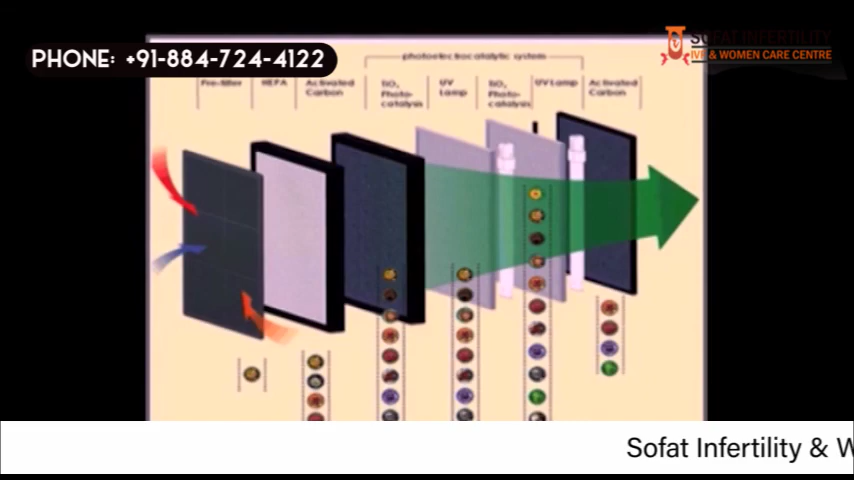 PHONE: +91-884-724-4122
SOFAT INFERTILITY
IVF & WOMEN CARE CENTRE
photoelectrocatalytic system
Pre-filter
HEPA
Activated
Carbon
TiO₂
Photo-
catalysis
UV
Lamp
TiO₂
Photo-
catalysis
UV Lamp
Activated
Carbon
Sofat Infertility & W